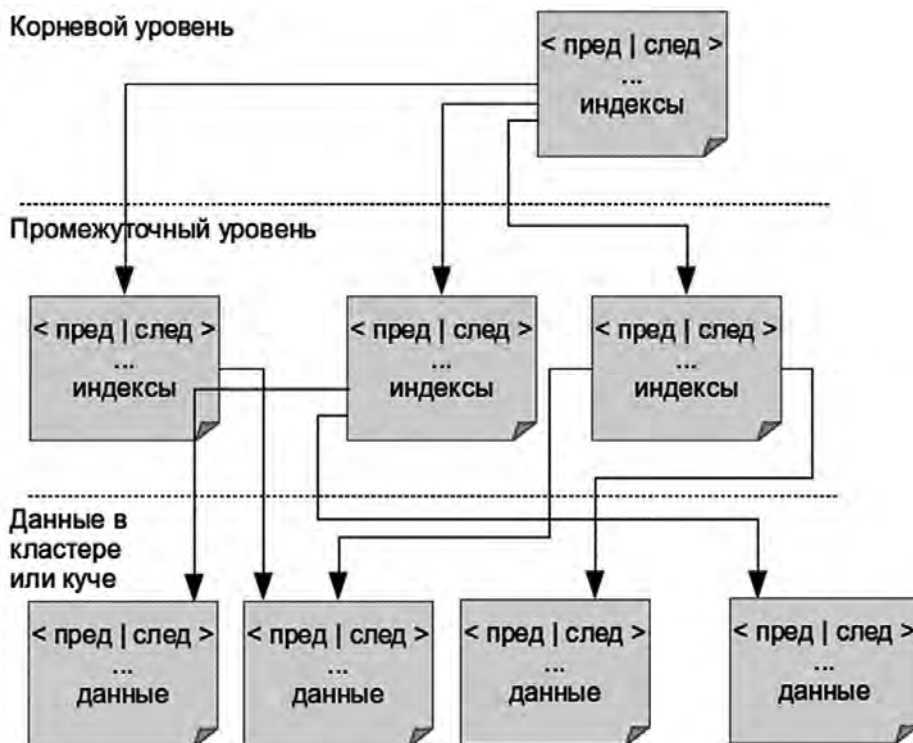 Корневой уровень
< пред | след >
...
индексы
Промежуточный уровень
< пред | след >
...
индексы
< пред | след >
...
индексы
< пред | след >
...
индексы
Данные в
кластере
или куче
< пред | след >
...
данные
< пред | след >
...
данные
< пред | след >
...
данные
< пред | след >
...
данные